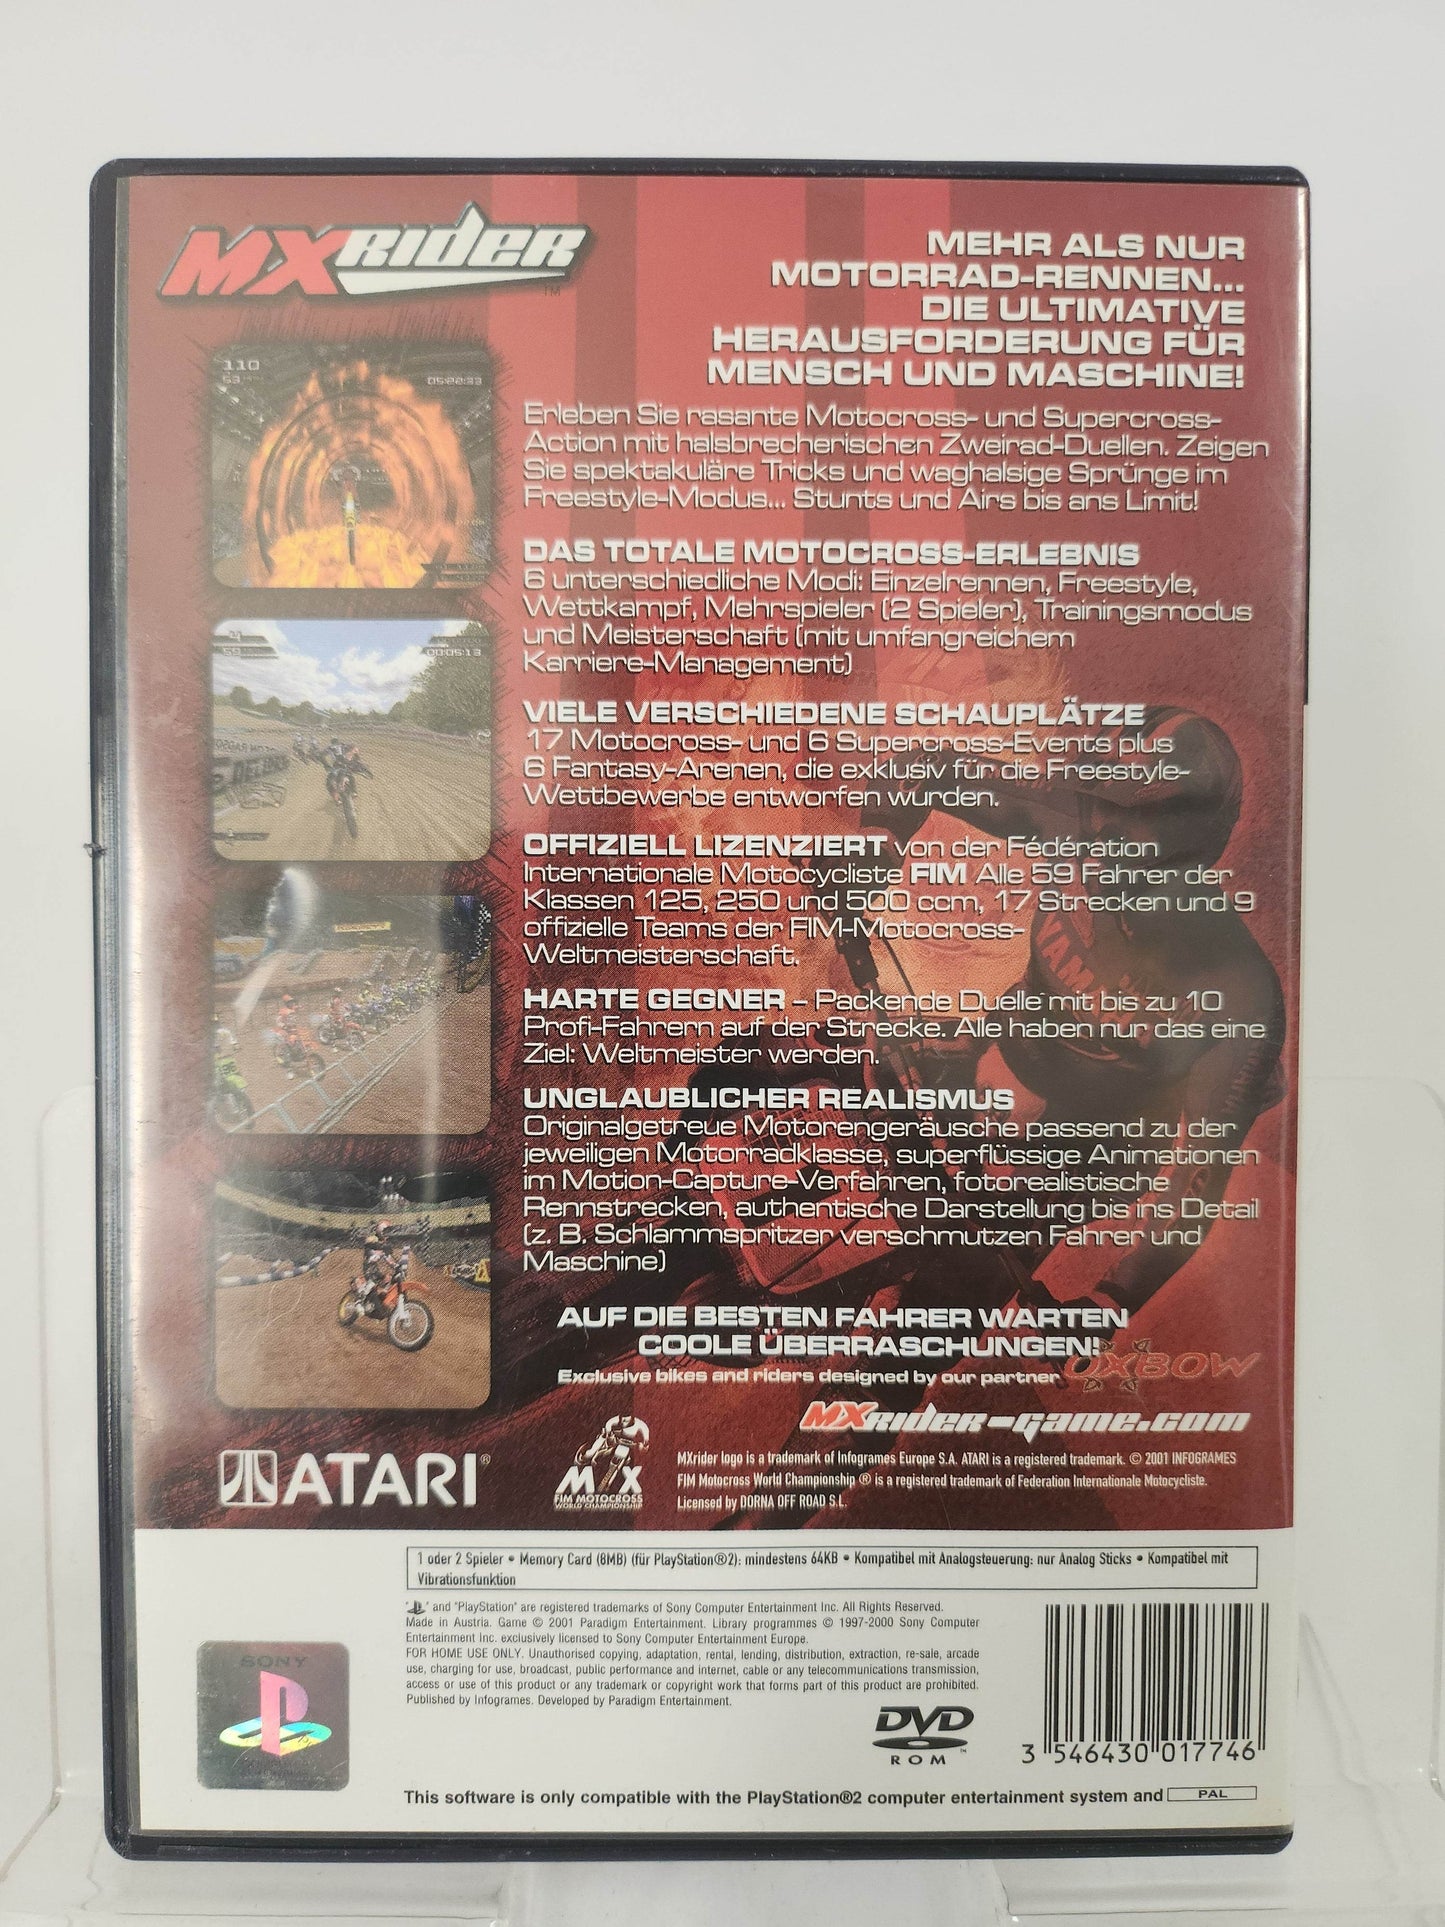 MXRIDER™
MEHR ALS NUR
MOTORRAD-RENNEN...
DIE ULTIMATIVE
HERAUSFORDERUNG FÜR
MENSCH UND MASCHINE!
110
53
05:22:33
Erleben Sie rasante Motocross- und Supercross-
Action mit halsbrecherischen Zweirad-Duellen. Zeigen
Sie spektakuläre Tricks und waghalsige Sprünge im
Freestyle-Modus... Stunts und Airs bis ans Limit!
DAS TOTALE MOTOCROSS-ERLEBNIS
6 unterschiedliche Modi: Einzelrennen, Freestyle,
Wettkampf, Mehrspieler (2 Spieler), Trainingsmodus
und Meisterschaft (mit umfangreichem
Karriere-Management)
59
00:05:13
VIELE VERSCHIEDENE SCHAUPLÄTZE
17 Motocross- und 6 Supercross-Events plus
6 Fantasy-Arenen, die exklusiv für die Freestyle-
Wettbewerbe entworfen wurden.
OFFIZIELL LIZENZIERT von der Fédération
Internationale Motocycliste FIM Alle 59 Fahrer der
Klassen 125, 250 und 500 ccm, 17 Strecken und 9
offizielle Teams der FIM-Motocross-
Weltmeisterschaft.
HARTE GEGNER – Packende Duelle mit bis zu 10
Profi-Fahrern auf der Strecke. Alle haben nur das eine
Ziel: Weltmeister werden.
UNGLAUBLICHER REALISMUS
Originalgetreue Motorengeräusche passend zu der
jeweiligen Motorradklasse, superflüssige Animationen
im Motion-Capture-Verfahren, fotorealistische
Rennstrecken, authentische Darstellung bis ins Detail
(z. B. Schlammspritzer verschmutzen Fahrer und
Maschine)
AUF DIE BESTEN FAHRER WARTEN
COOLE ÜBERRASCHUNGEN!
Exclusive bikes and riders designed by our partner OXBOW
MXRIDER-GAME.COM
ATARI®
MX
FIM MOTOCROSS
WORLD CHAMPIONSHIP
MXrider logo is a trademark of Infogrames Europe S.A. ATARI is a registered trademark. © 2001 INFOGRAMES
FIM Motocross World Championship ® is a registered trademark of Federation Internationale Motocycliste.
Licensed by DORNA OFF ROAD S.L.
1 oder 2 Spieler • Memory Card (8MB) (für PlayStation®2): mindestens 64KB • Kompatibel mit Analogsteuerung: nur Analog Sticks • Kompatibel mit
Vibrationsfunktion
" " and "PlayStation" are registered trademarks of Sony Computer Entertainment Inc. All Rights Reserved.
Made in Austria. Game © 2001 Paradigm Entertainment. Library programmes © 1997-2000 Sony Computer
Entertainment Inc. exclusively licensed to Sony Computer Entertainment Europe.
FOR HOME USE ONLY. Unauthorised copying, adaptation, rental, lending, distribution, extraction, re-sale, arcade
use, charging for use, broadcast, public performance and internet, cable or any telecommunications transmission,
access or use of this product or any trademark or copyright work that forms part of this product are prohibited.
Published by Infogrames. Developed by Paradigm Entertainment.
SONY
DVD
ROM
3 546430 017746
This software is only compatible with the PlayStation®2 computer entertainment system and PAL